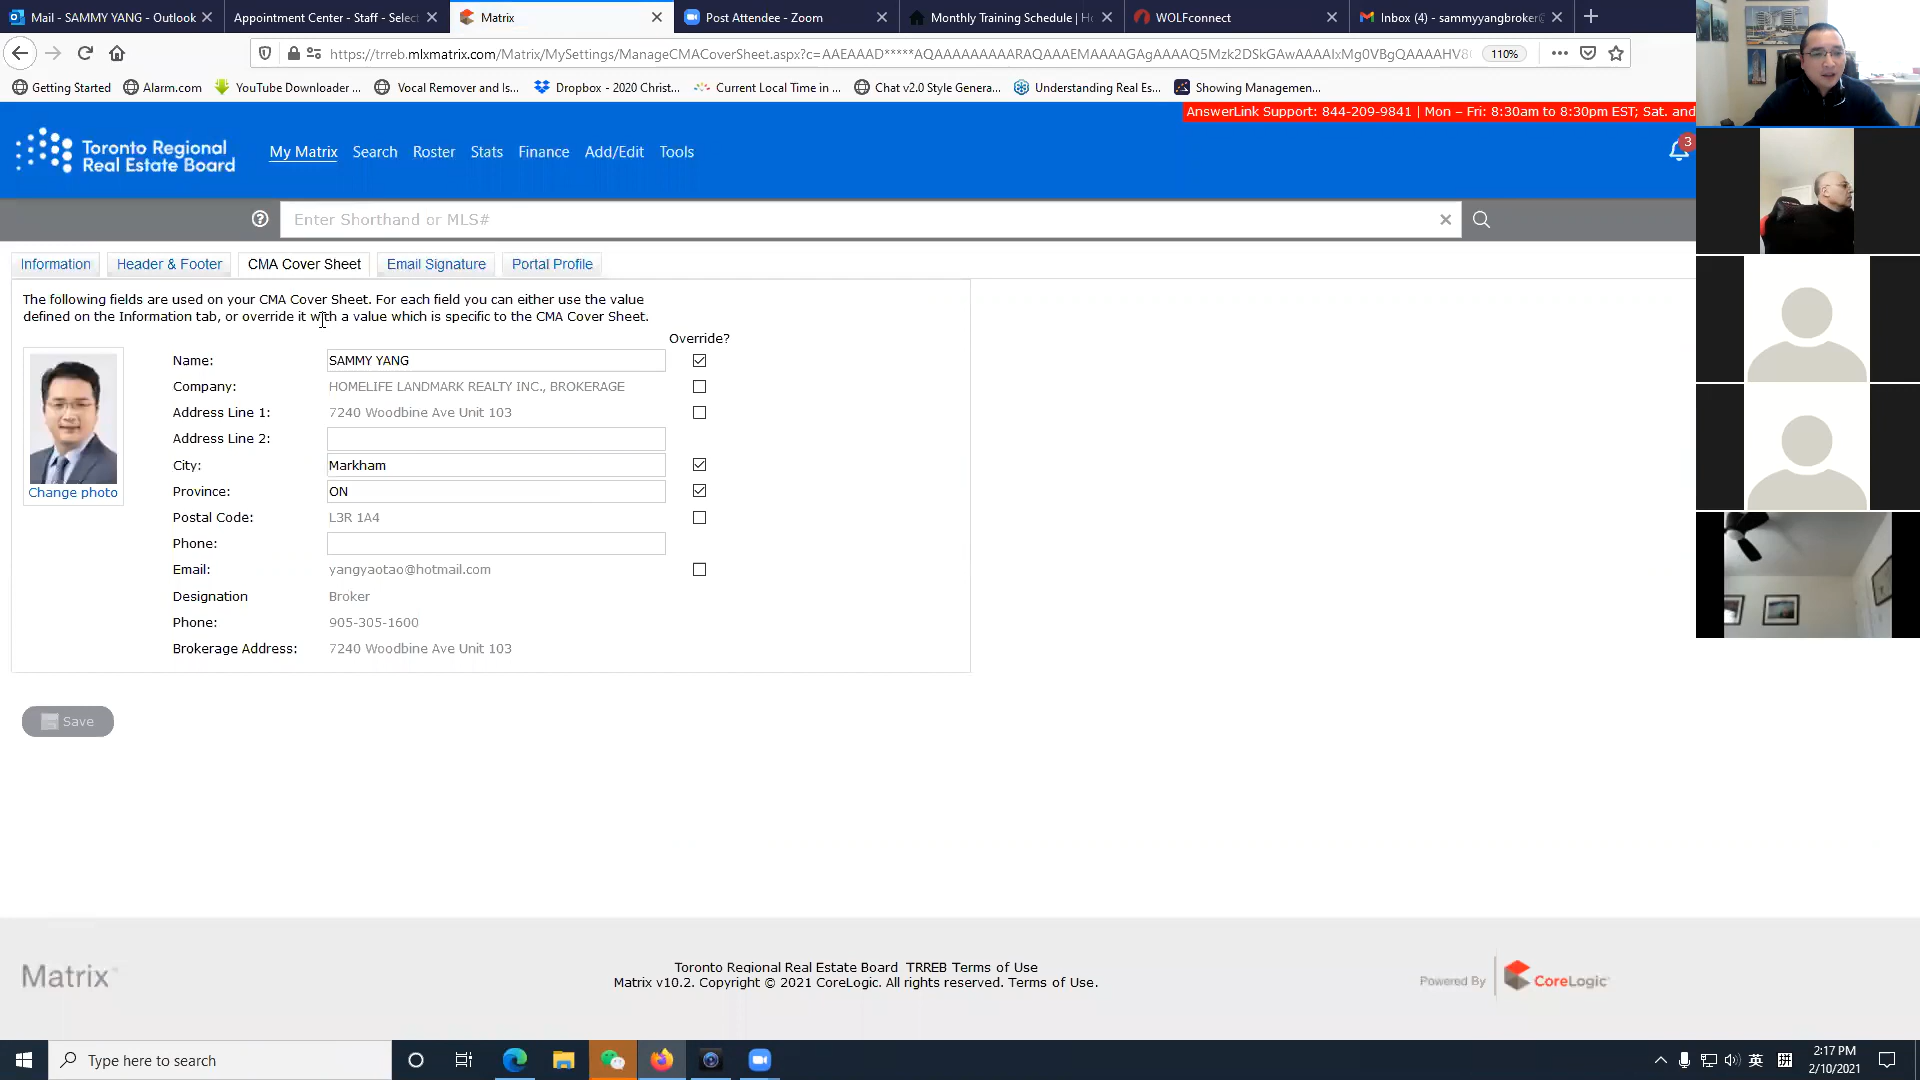 Mail - SAMMY YANG - Outlook
Appointment Center - Staff - Select
Matrix
Post Attendee - Zoom
Monthly Training Schedule | H
WOLFconnect
Inbox (4) - sammyyangbroker@
110%
Getting Started
Alarm.com
YouTube Downloader ...
Vocal Remover and Is...
Dropbox - 2020 Christ...
Current Local Time in ...
Chat v2.0 Style Genera...
Understanding Real Es...
Showing Managemen...
AnswerLink Support: 844-209-9841 | Mon – Fri: 8:30am to 8:30pm EST; Sat. and
Toronto Regional
Real Estate Board
My Matrix
Search
Roster
Stats
Finance
Add/Edit
Tools
3
Enter Shorthand or MLS#
Information
Header & Footer
CMA Cover Sheet
Email Signature
Portal Profile
The following fields are used on your CMA Cover Sheet. For each field you can either use the value
defined on the Information tab, or override it with a value which is specific to the CMA Cover Sheet.
Override?
Name: SAMMY YANG
Company: HOMELIFE LANDMARK REALTY INC., BROKERAGE
Address Line 1: 7240 Woodbine Ave Unit 103
Address Line 2:
City: Markham
Province: ON
Change photo
Postal Code: L3R 1A4
Phone:
Email: yangyaotao@hotmail.com
Designation Broker
Phone: 905-305-1600
Brokerage Address: 7240 Woodbine Ave Unit 103
Save
Matrix
Toronto Regional Real Estate Board TRREB Terms of Use
Matrix v10.2. Copyright © 2021 CoreLogic. All rights reserved. Terms of Use.
Powered By CoreLogic
Type here to search
英
拼
2:17 PM
2/10/2021